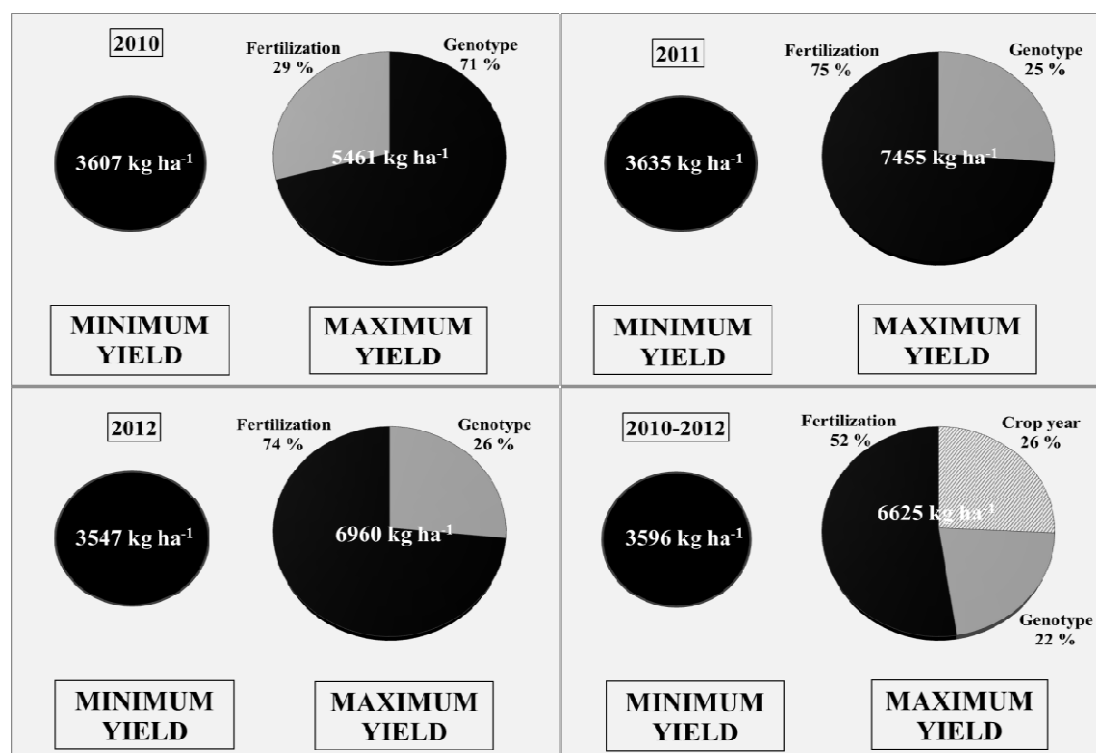 2010
Fertilization
29 %
Genotype
71 %
3607 kg ha⁻¹
5461 kg ha⁻¹
MINIMUM
YIELD
MAXIMUM
YIELD
2011
Fertilization
75 %
Genotype
25 %
3635 kg ha⁻¹
7455 kg ha⁻¹
MINIMUM
YIELD
MAXIMUM
YIELD
2012
Fertilization
74 %
Genotype
26 %
3547 kg ha⁻¹
6960 kg ha⁻¹
MINIMUM
YIELD
MAXIMUM
YIELD
2010-2012
Fertilization
52 %
Crop year
26 %
3596 kg ha⁻¹
6625 kg ha⁻¹
Genotype
22 %
MINIMUM
YIELD
MAXIMUM
YIELD